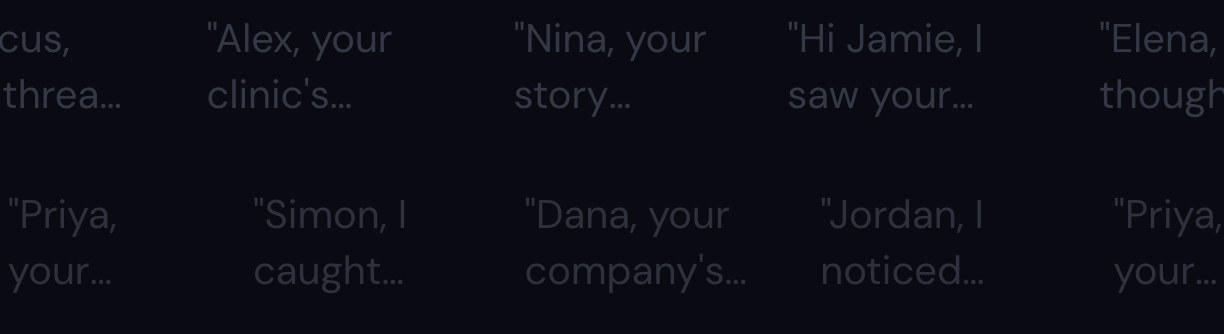 cus, "Alex, your "Nina, your "Hi Jamie, I "Elena,
threa... clinic's... story... saw your... though
"Priya, "Simon, I "Dana, your "Jordan, I "Priya,
your... caught... company's... noticed... your...